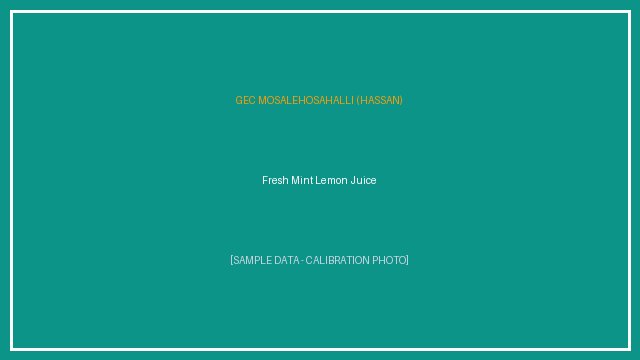 GEC MOSALEHOSAHALLI (HASSAN)
Fresh Mint Lemon Juice
[SAMPLE DATA - CALIBRATION PHOTO]